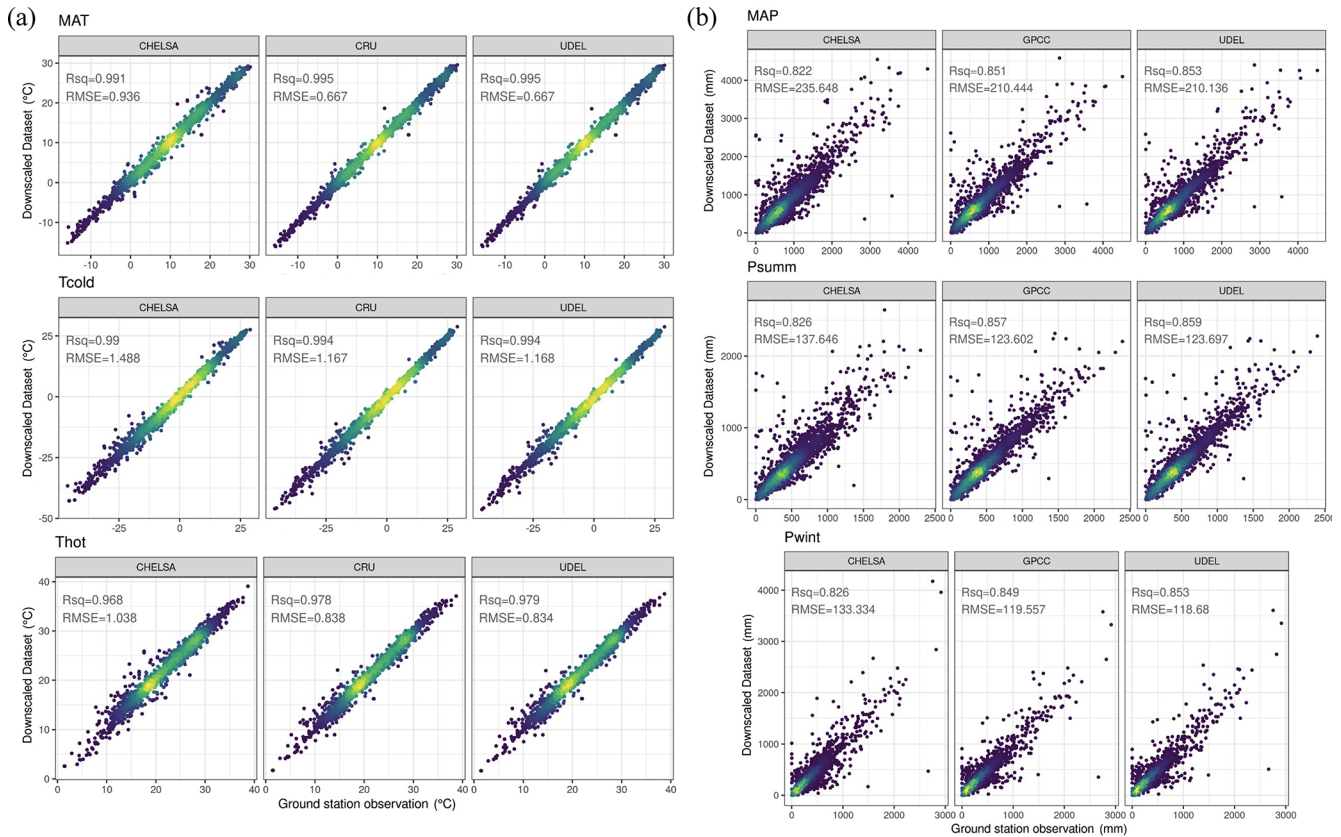 (a)
MAT
CHELSA
CRU
UDEL
Rsq=0.991
RMSE=0.936
Rsq=0.995
RMSE=0.667
Rsq=0.995
RMSE=0.667
Downscaled Dataset (°C)
30
20
10
0
-10
-10 0 10 20 30
-10 0 10 20 30
-10 0 10 20 30
Tcold
CHELSA
CRU
UDEL
Rsq=0.99
RMSE=1.488
Rsq=0.994
RMSE=1.167
Rsq=0.994
RMSE=1.168
Downscaled Dataset (°C)
25
0
-25
-50
-25 0 25
-25 0 25
-25 0 25
Thot
CHELSA
CRU
UDEL
Rsq=0.968
RMSE=1.038
Rsq=0.978
RMSE=0.838
Rsq=0.979
RMSE=0.834
Downscaled Dataset (°C)
40
30
20
10
0
0 10 20 30 40
0 10 20 30 40
0 10 20 30 40
Ground station observation (°C)
(b)
MAP
CHELSA
GPCC
UDEL
Rsq=0.822
RMSE=235.648
Rsq=0.851
RMSE=210.444
Rsq=0.853
RMSE=210.136
Downscaled Dataset (mm)
4000
3000
2000
1000
0
0 1000 2000 3000 4000
0 1000 2000 3000 4000
0 1000 2000 3000 4000
Psumm
CHELSA
GPCC
UDEL
Rsq=0.826
RMSE=137.646
Rsq=0.857
RMSE=123.602
Rsq=0.859
RMSE=123.697
Downscaled Dataset (mm)
2000
1000
0
0 500 1000 1500 2000 2500
0 500 1000 1500 2000 2500
0 500 1000 1500 2000 2500
Pwint
CHELSA
GPCC
UDEL
Rsq=0.826
RMSE=133.334
Rsq=0.849
RMSE=119.557
Rsq=0.853
RMSE=118.68
Downscaled Dataset (mm)
4000
3000
2000
1000
0
0 1000 2000 3000
0 1000 2000 3000
0 1000 2000 3000
Ground station observation (mm)